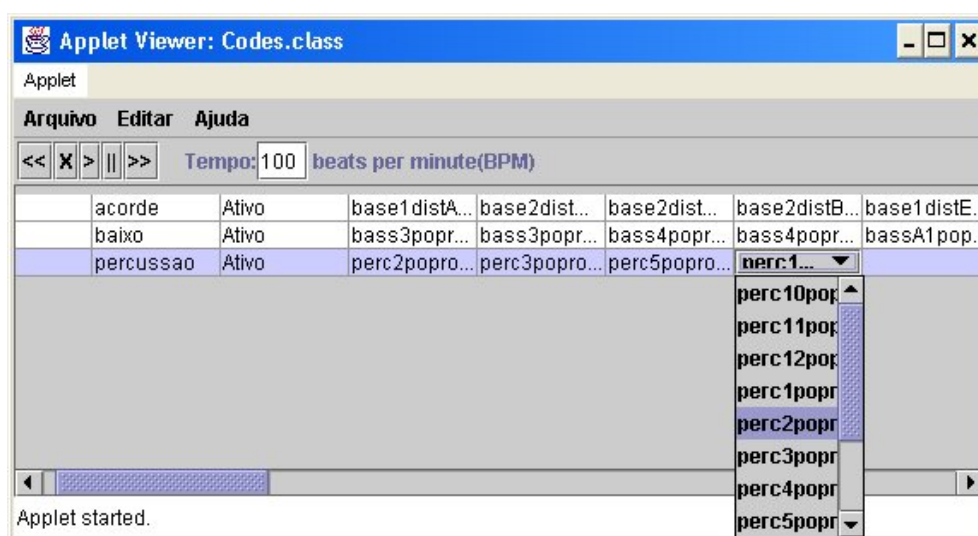 Applet Viewer: Codes.class
Applet
Arquivo Editar Ajuda
<< X > || >> Tempo: 100 beats per minute(BPM)
acorde Ativo base1distA... base2dist... base2dist... base2distB... base1distE.
baixo Ativo bass3popr... bass3popr... bass4popr... bass4popr... bassA1pop.
percussao Ativo perc2popro... perc3popro... perc5popro... perc1...
perc10pop
perc11pop
perc12pop
perc1popr
perc2popr
perc3popr
perc4popr
perc5popr
Applet started.